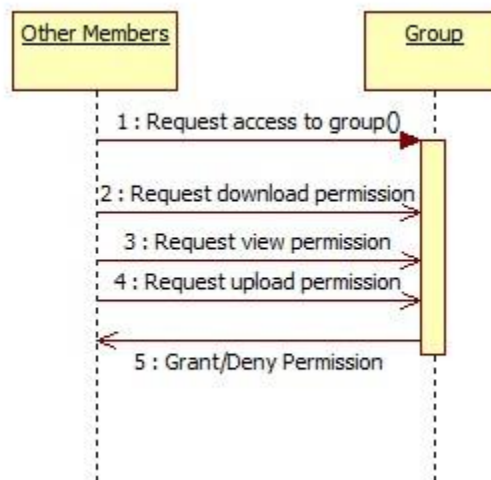 Other Members
Group
1 : Request access to group()
2 : Request download permission
3 : Request view permission
4 : Request upload permission
5 : Grant/Deny Permission